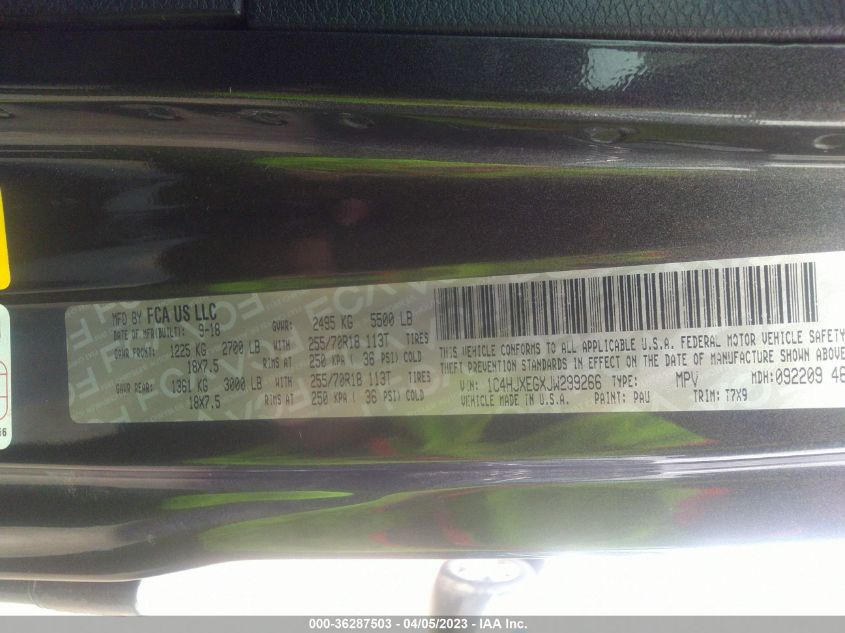 MFD BY FCA US LLC
DATE OF MFR(BUILT): 9-18 GVWR: 2495 KG 5500 LB
GAWR FRONT: 1225 KG 2700 LB WITH 255/70R18 113T TIRES
18X7.5 RIMS AT 250 KPA ( 36 PSI) COLD
GAWR REAR: 1361 KG 3000 LB WITH 255/70R18 113T TIRES
18X7.5 RIMS AT 250 KPA ( 36 PSI) COLD
THIS VEHICLE CONFORMS TO ALL APPLICABLE U.S.A. FEDERAL MOTOR VEHICLE SAFETY
THEFT PREVENTION STANDARDS IN EFFECT ON THE DATE OF MANUFACTURE SHOWN ABOVE
VIN: 1C4HJXEGXJW299266 TYPE: MPV MDH: 092209 46
VEHICLE MADE IN U.S.A. PAINT: PAU TRIM: T7X9
000-36287503 - 04/05/2023 - IAA Inc.